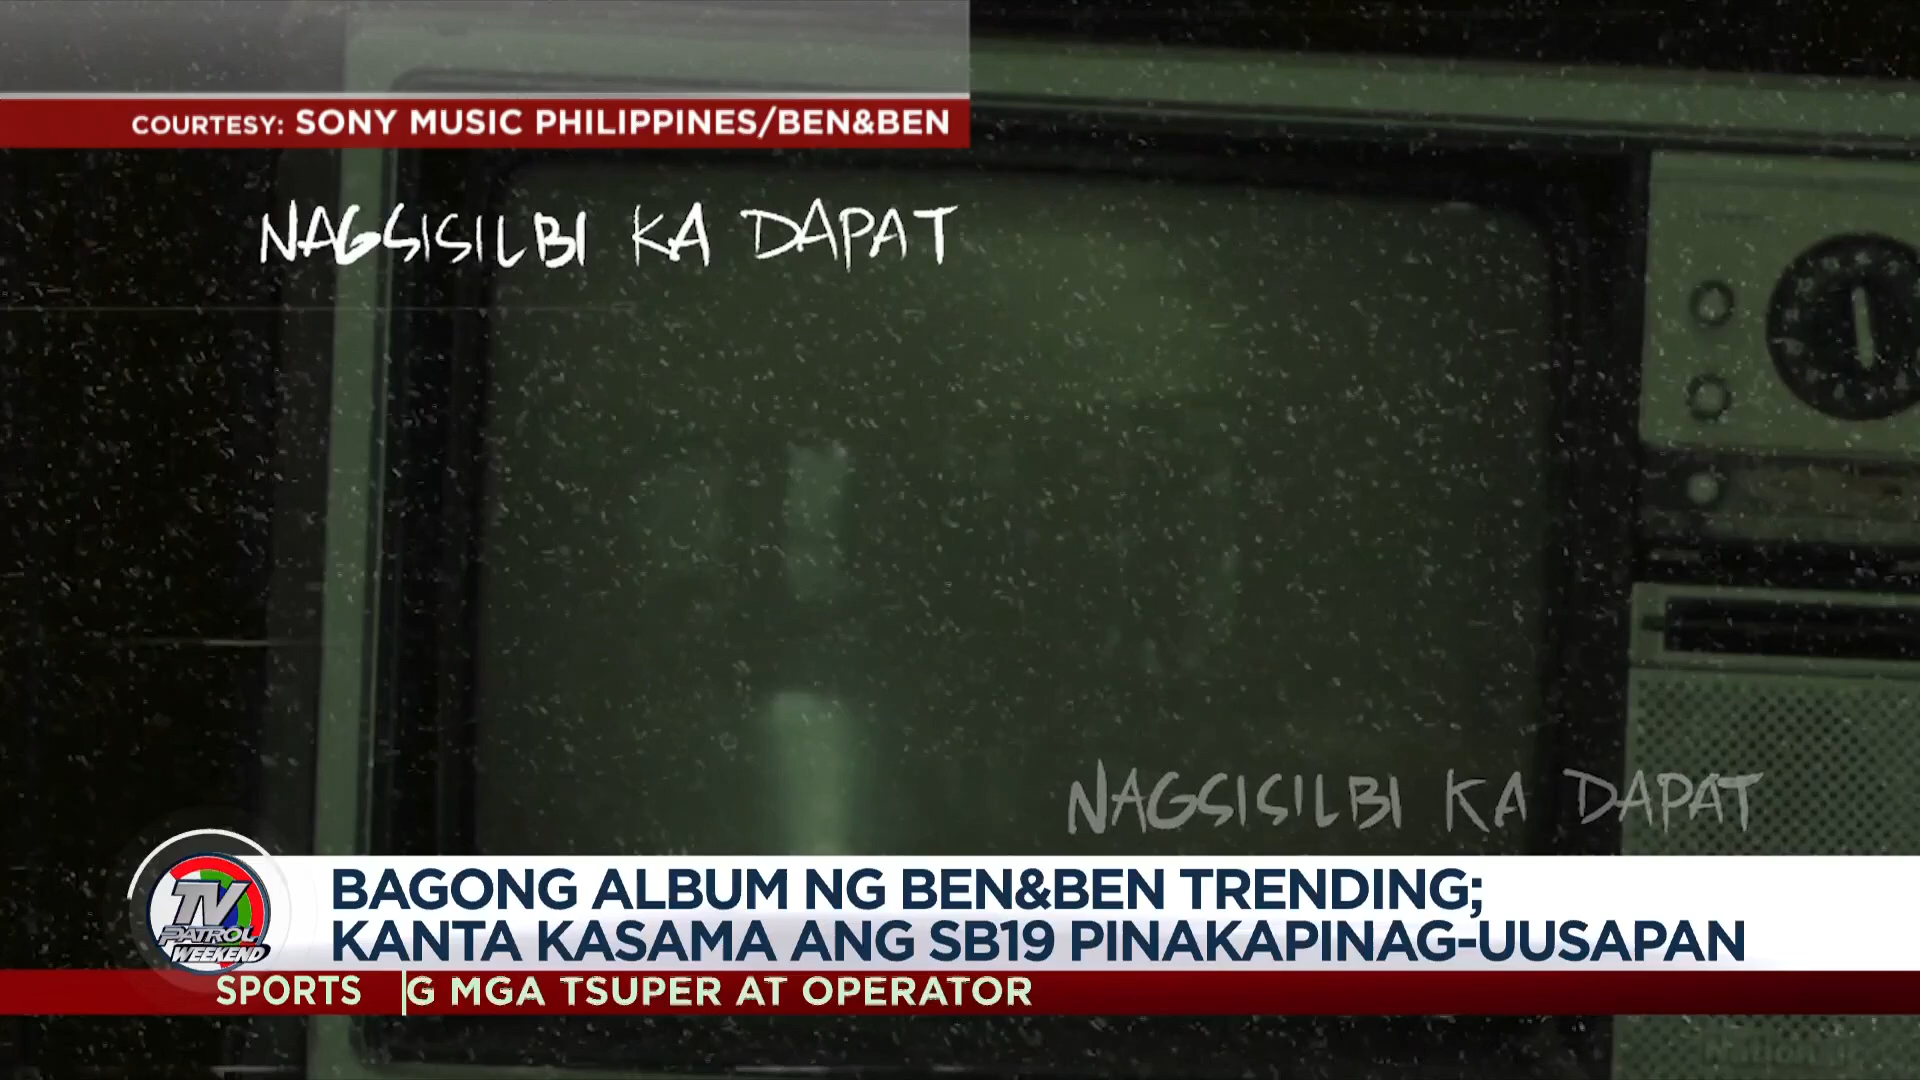 COURTESY: SONY MUSIC PHILIPPINES/BEN&BEN
NAGSISILBI KA DAPAT
NAGSISILBI KA DAPAT
BAGONG ALBUM NG BEN&BEN TRENDING;
KANTA KASAMA ANG SB19 PINAKAPINAG-UUSAPAN
TV PATROL WEEKEND
SPORTS G MGA TSUPER AT OPERATOR